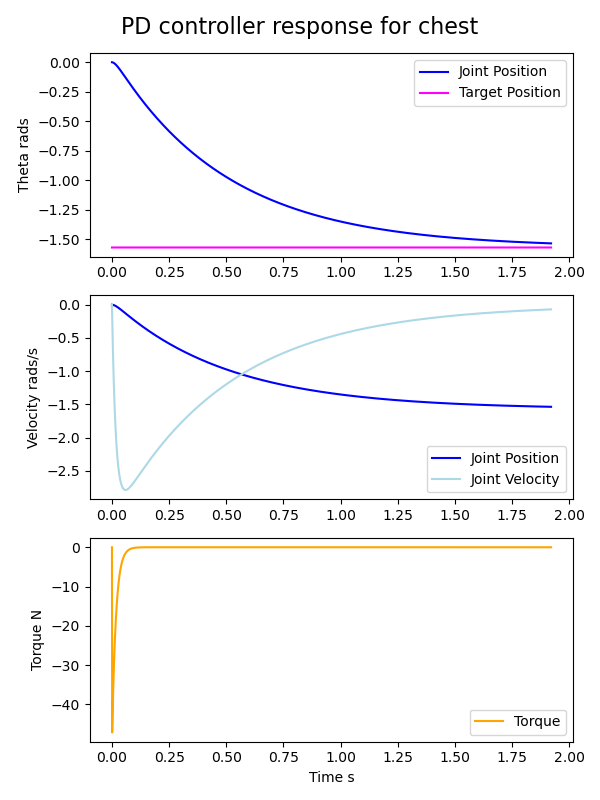 PD controller response for chest
0.00
−0.25
−0.50
−0.75
−1.00
−1.25
−1.50
Theta rads
Joint Position
Target Position
0.00 0.25 0.50 0.75 1.00 1.25 1.50 1.75 2.00
0.0
−0.5
−1.0
−1.5
−2.0
−2.5
Velocity rads/s
Joint Position
Joint Velocity
0.00 0.25 0.50 0.75 1.00 1.25 1.50 1.75 2.00
0
−10
−20
−30
−40
Torque N
Torque
0.00 0.25 0.50 0.75 1.00 1.25 1.50 1.75 2.00
Time s